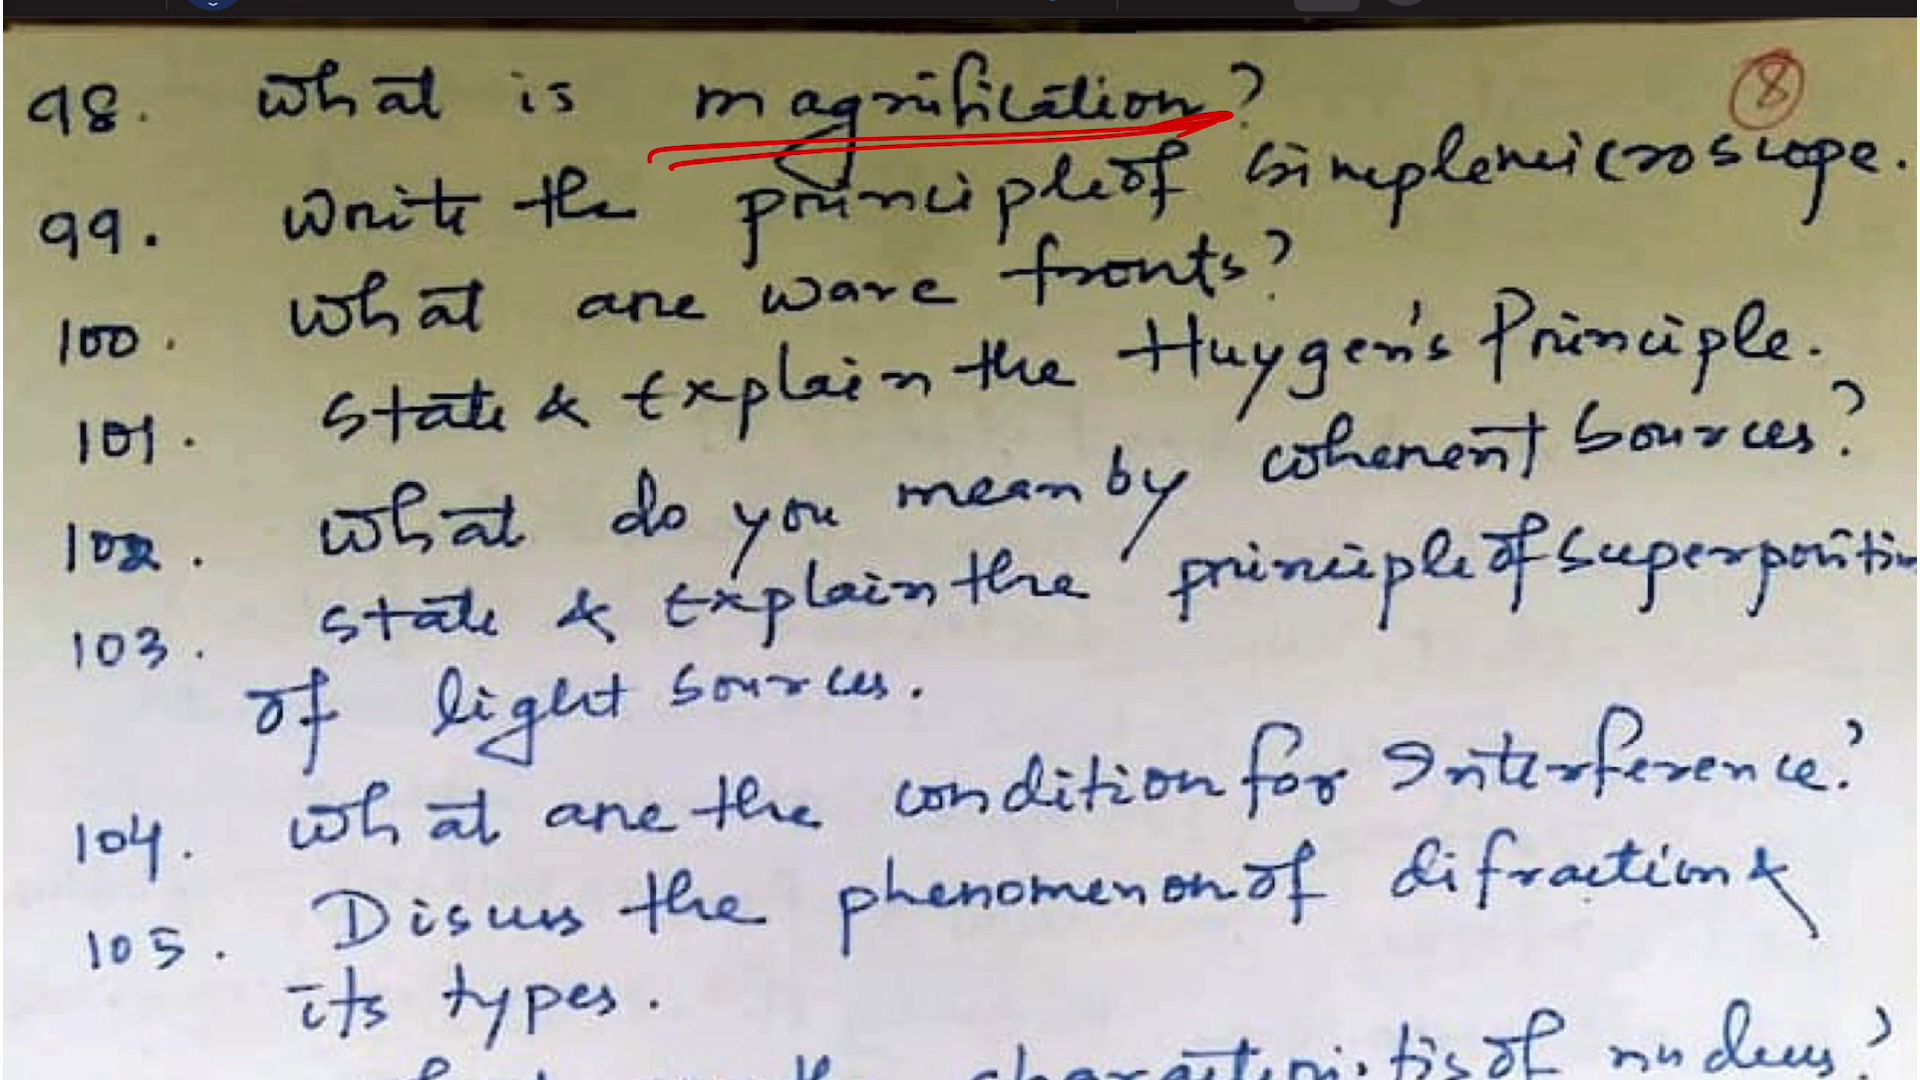 98. What is magnification?
8
99. Write the principle of simple microscope.
100. What are wave fronts?
101. State & Explain the Huygen's Principle.
102. What do you mean by coherent sources?
103. State & Explain the principle of superposition
of light sources.
104. What are the condition for Interference?
105. Discuss the phenomenon of difraction &
its types.
of nucleus?